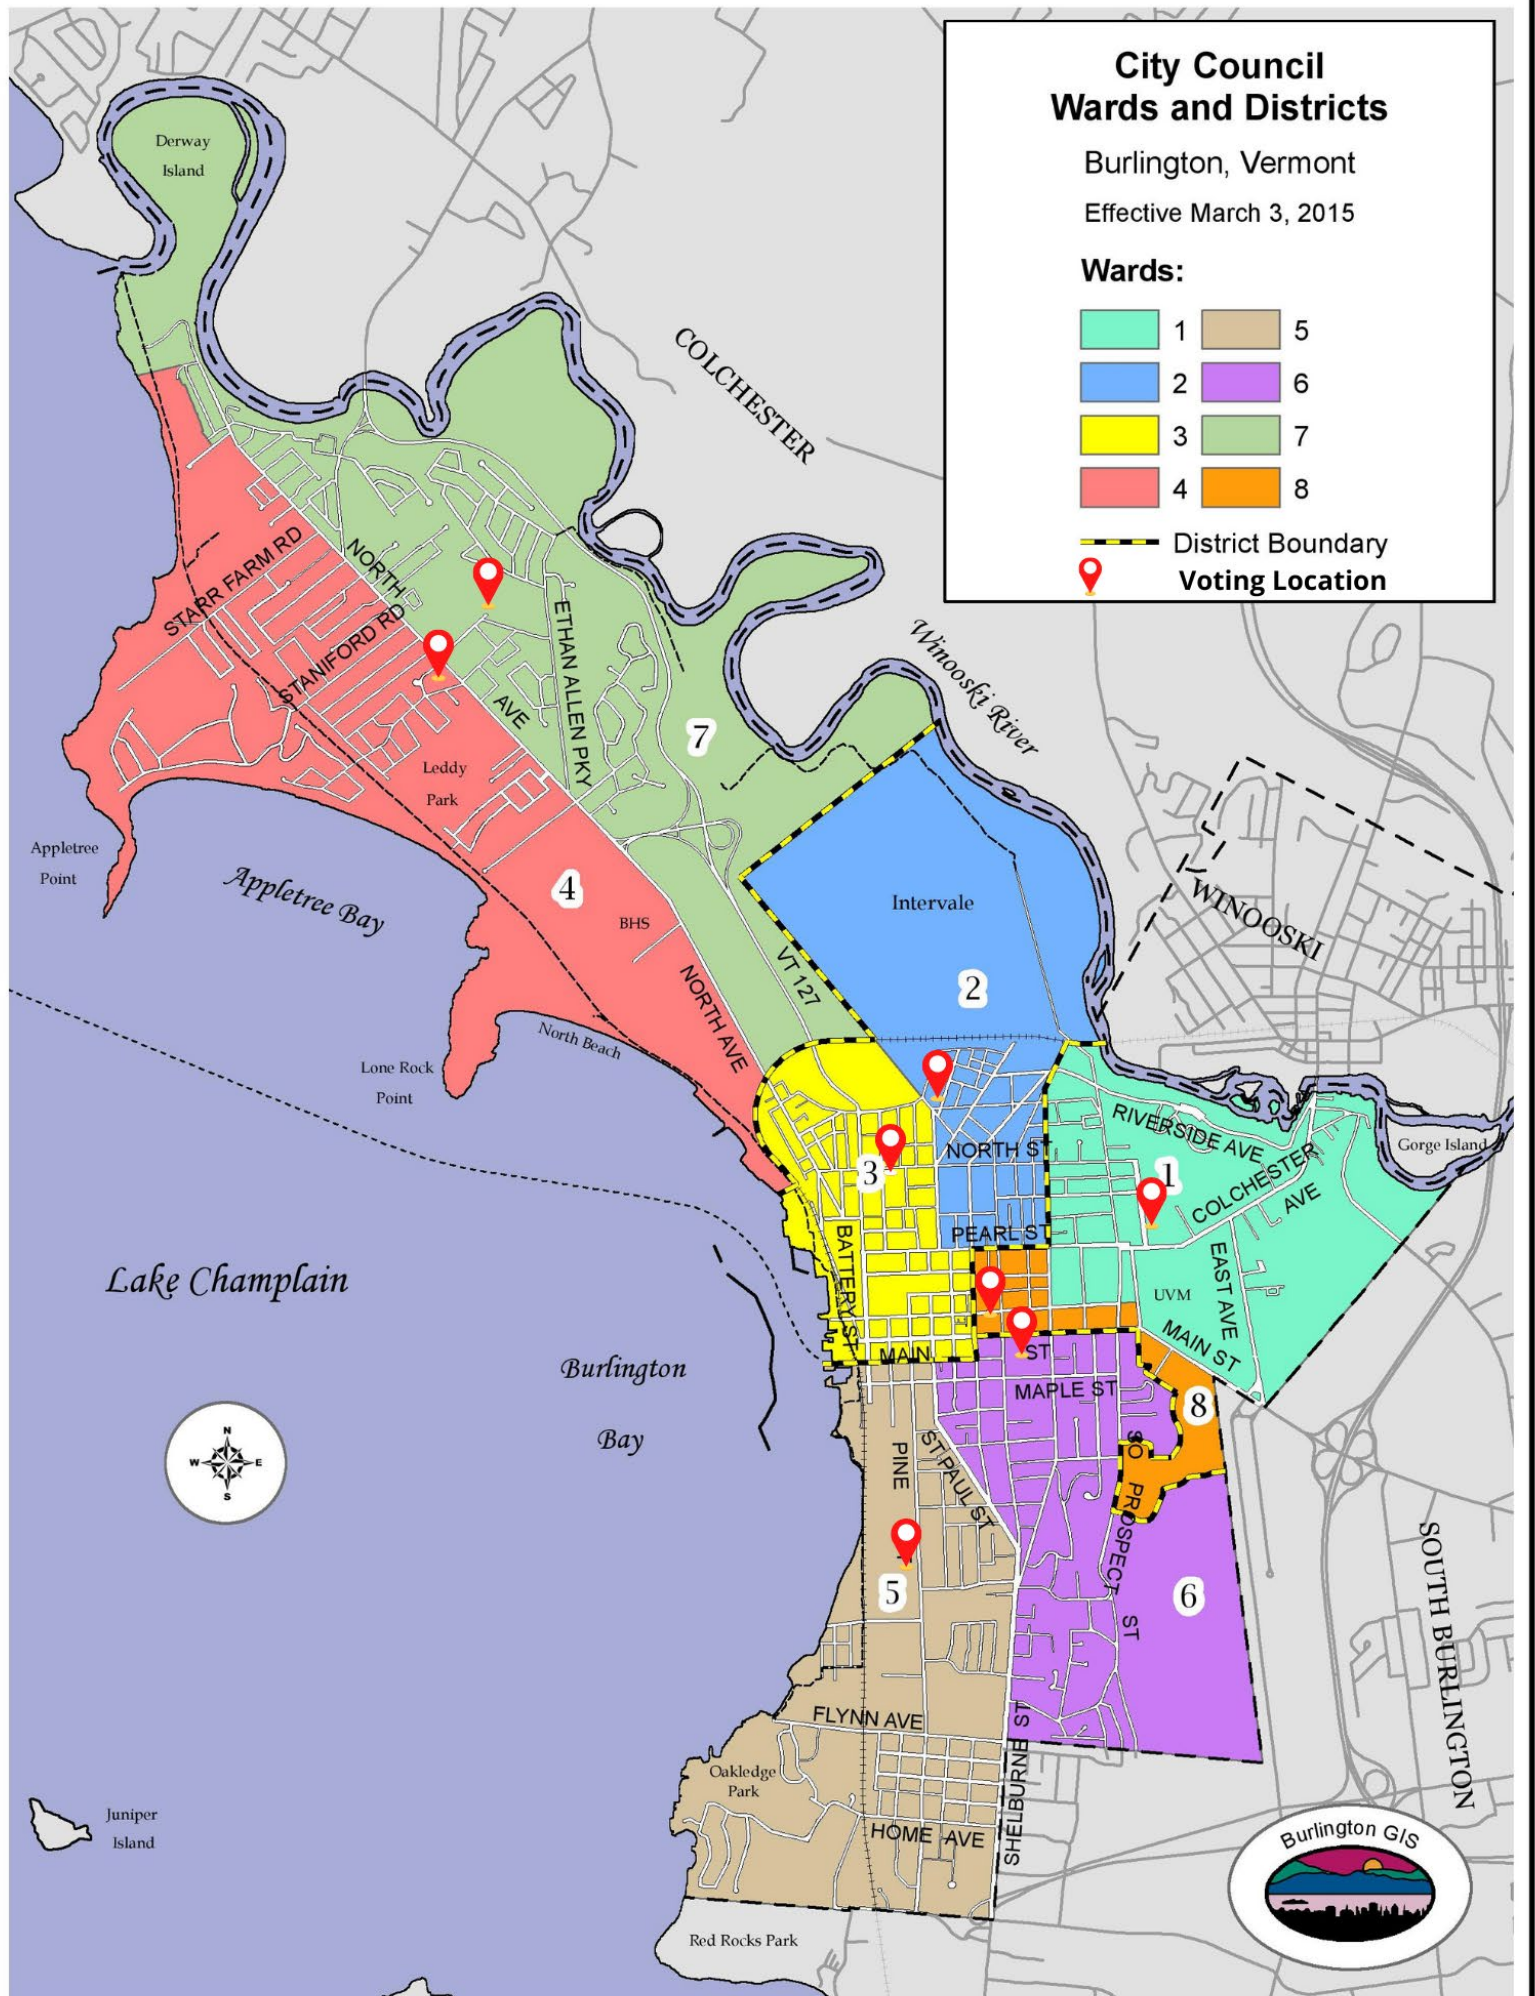 City Council
Wards and Districts
Burlington, Vermont
Effective March 3, 2015
Wards:
1 5
2 6
3 7
4 8
District Boundary
Voting Location
Derway
Island
COLCHESTER
STARR FARM RD
NORTH
STANIFORD RD
ETHAN ALLEN PKY
AVE
Winooski River
7
Leddy
Park
Appletree
Point
Appletree Bay
4
BHS
Intervale
WINOOSKI
VT 127
2
NORTH AVE
North Beach
Lone Rock
Point
RIVERSIDE AVE
Gorge Island
NORTH ST
3
1
COLCHESTER
AVE
PEARL ST
BATTERY ST
EAST AVE
UVM
Lake Champlain
MAIN ST
MAIN
ST
Burlington
Bay
MAPLE ST
8
N
W E
S
PINE
ST PAUL ST
SO PROSPECT ST
5
6
SOUTH BURLINGTON
FLYNN AVE
SHELBURNE ST
Oakledge
Park
Juniper
Island
HOME AVE
Burlington GIS
Red Rocks Park